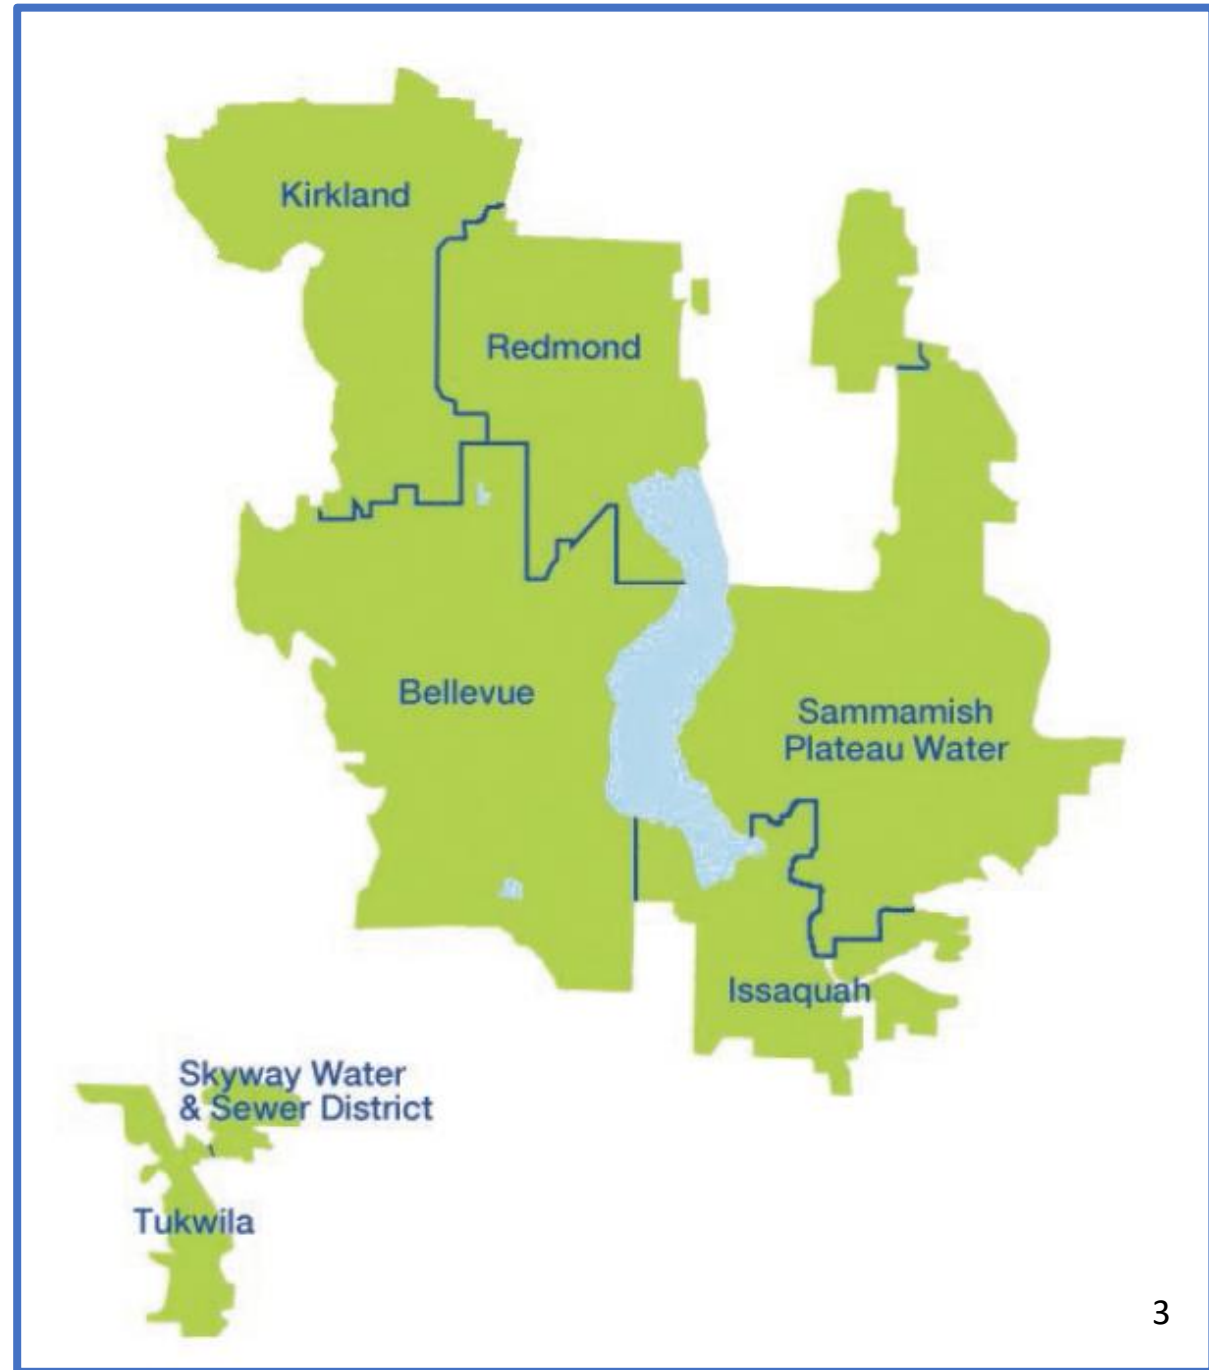 Kirkland
Redmond
Bellevue
Sammamish
Plateau Water
Issaquah
Skyway Water
& Sewer District
Tukwila
3